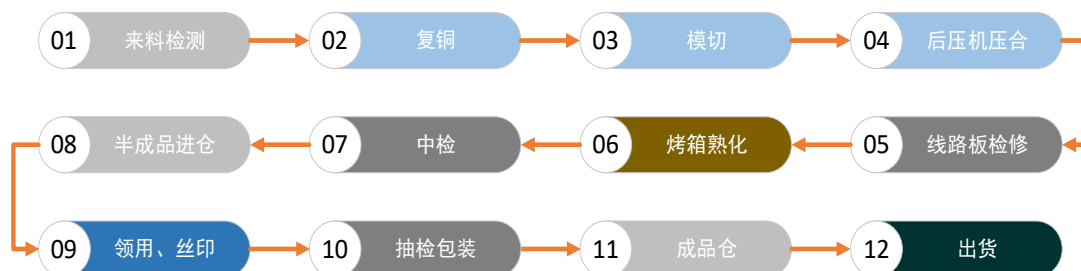 01 来料检测
02 复铜
03 模切
04 后压机压合
05 线路板检修
06 烤箱熟化
07 中检
08 半成品进仓
09 领用、丝印
10 抽检包装
11 成品仓
12 出货